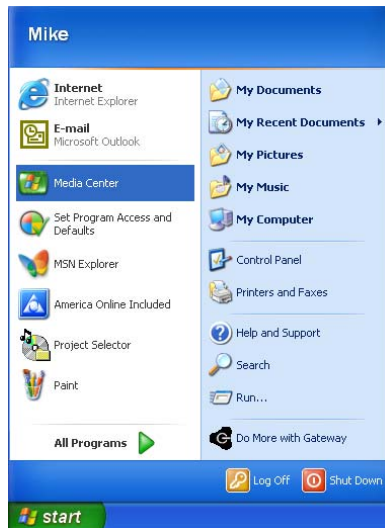 Mike
Internet
Internet Explorer
E-mail
Microsoft Outlook
Media Center
Set Program Access and
Defaults
MSN Explorer
America Online Included
Project Selector
Paint
All Programs
My Documents
My Recent Documents
My Pictures
My Music
My Computer
Control Panel
Printers and Faxes
Help and Support
Search
Run...
Do More with Gateway
Log Off
Shut Down
start